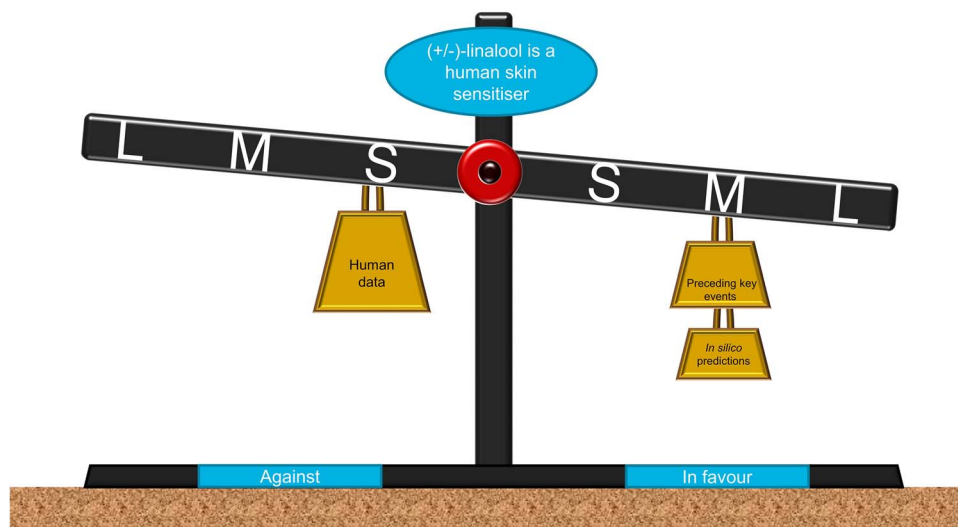 (+/-)-linalool is a
human skin
sensitiser
L M S S M L
Human
data
Preceding key
events
In silico
predictions
Against
In favour